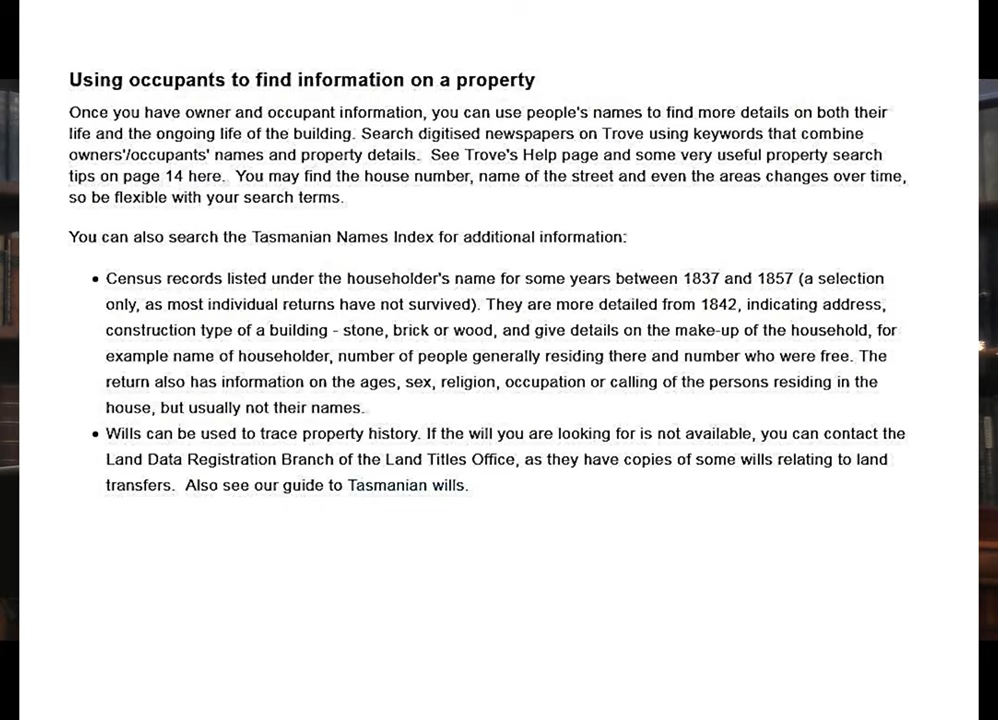 Using occupants to find information on a property
Once you have owner and occupant information, you can use people's names to find more details on both their
life and the ongoing life of the building. Search digitised newspapers on Trove using keywords that combine
owners'/occupants' names and property details.  See Trove's Help page and some very useful property search
tips on page 14 here.  You may find the house number, name of the street and even the areas changes over time,
so be flexible with your search terms.
You can also search the Tasmanian Names Index for additional information:
• Census records listed under the householder's name for some years between 1837 and 1857 (a selection
only, as most individual returns have not survived). They are more detailed from 1842, indicating address,
construction type of a building - stone, brick or wood, and give details on the make-up of the household, for
example name of householder, number of people generally residing there and number who were free. The
return also has information on the ages, sex, religion, occupation or calling of the persons residing in the
house, but usually not their names.
• Wills can be used to trace property history. If the will you are looking for is not available, you can contact the
Land Data Registration Branch of the Land Titles Office, as they have copies of some wills relating to land
transfers.  Also see our guide to Tasmanian wills.